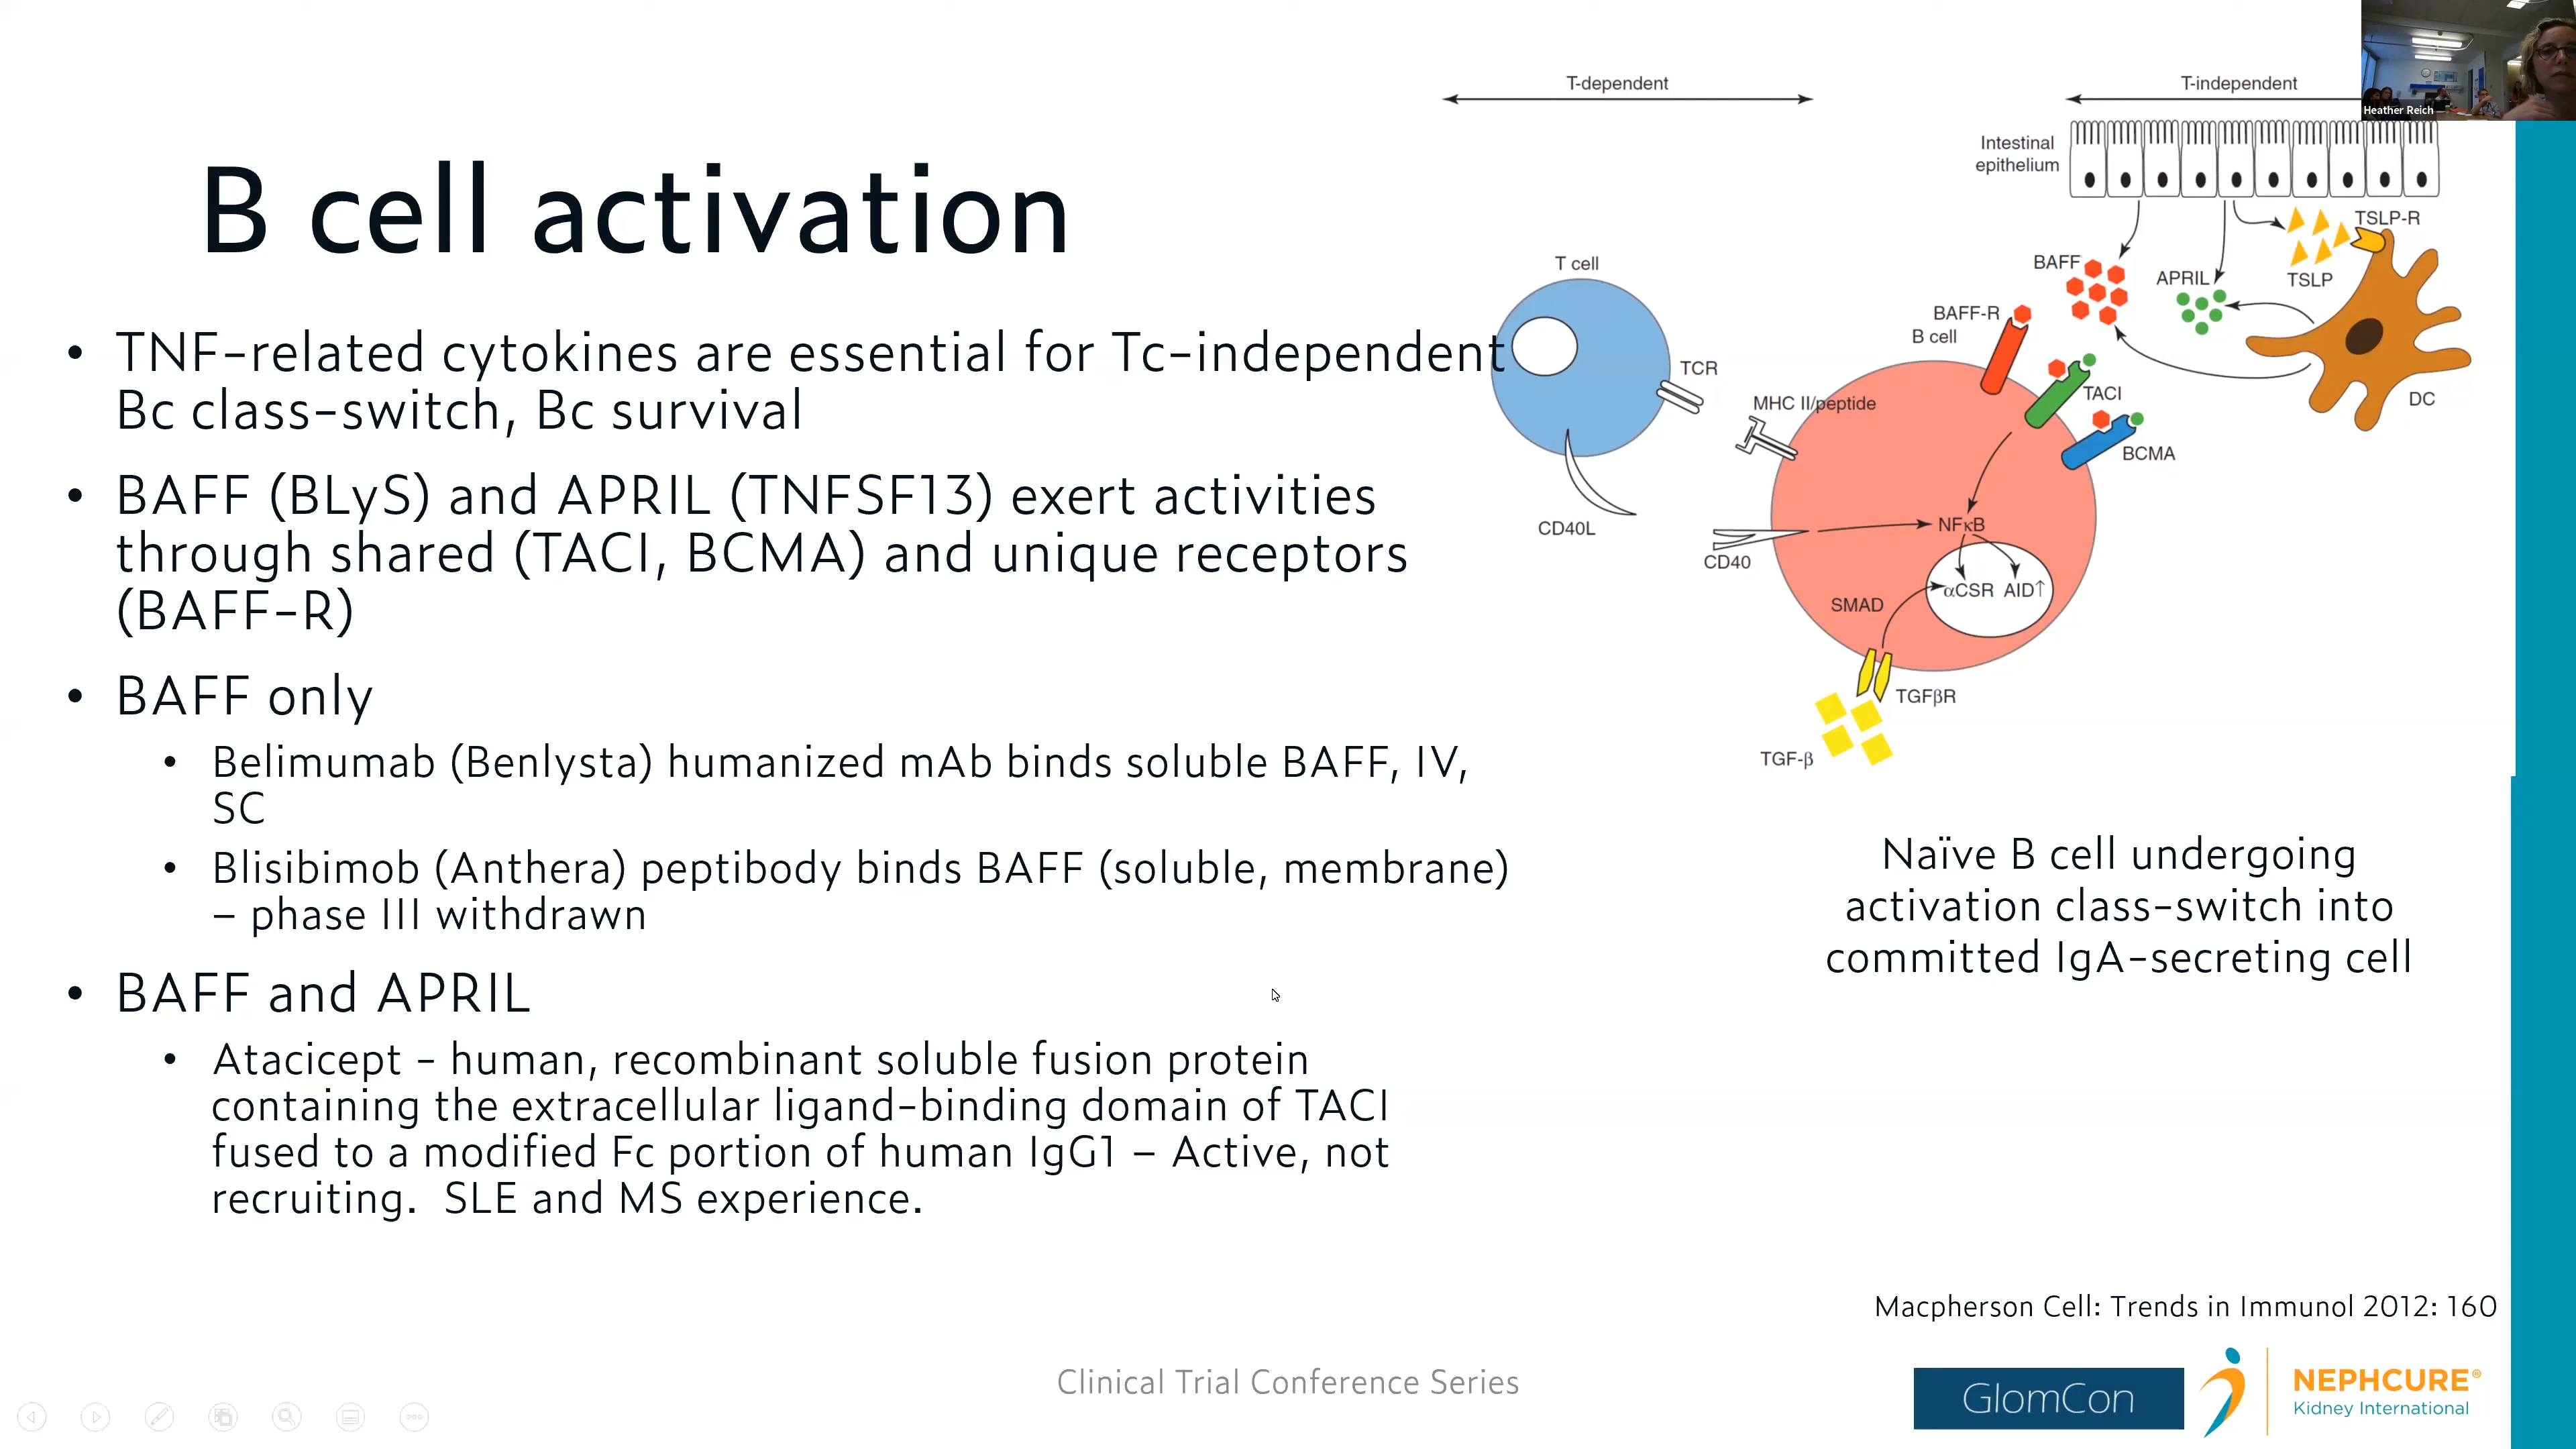 B cell activation
• TNF-related cytokines are essential for Tc-independent
Bc class-switch, Bc survival
• BAFF (BLyS) and APRIL (TNFSF13) exert activities
through shared (TACI, BCMA) and unique receptors
(BAFF-R)
• BAFF only
• Belimumab (Benlysta) humanized mAb binds soluble BAFF, IV,
SC
• Blisibimob (Anthera) peptibody binds BAFF (soluble, membrane)
– phase III withdrawn
• BAFF and APRIL
• Atacicept - human, recombinant soluble fusion protein
containing the extracellular ligand-binding domain of TACI
fused to a modified Fc portion of human IgG1 – Active, not
recruiting. SLE and MS experience.
T-dependent
T-independent
Heather Reich
Intestinal
epithelium
TSLP-R
T cell
BAFF
APRIL
TSLP
BAFF-R
B cell
TCR
TACI
DC
MHC II/peptide
BCMA
CD40L
NFκB
CD40
αCSR AID↑
SMAD
TGFβR
TGF-β
Naïve B cell undergoing
activation class-switch into
committed IgA-secreting cell
Macpherson Cell: Trends in Immunol 2012: 160
Clinical Trial Conference Series
GlomCon
NEPHCURE®
Kidney International